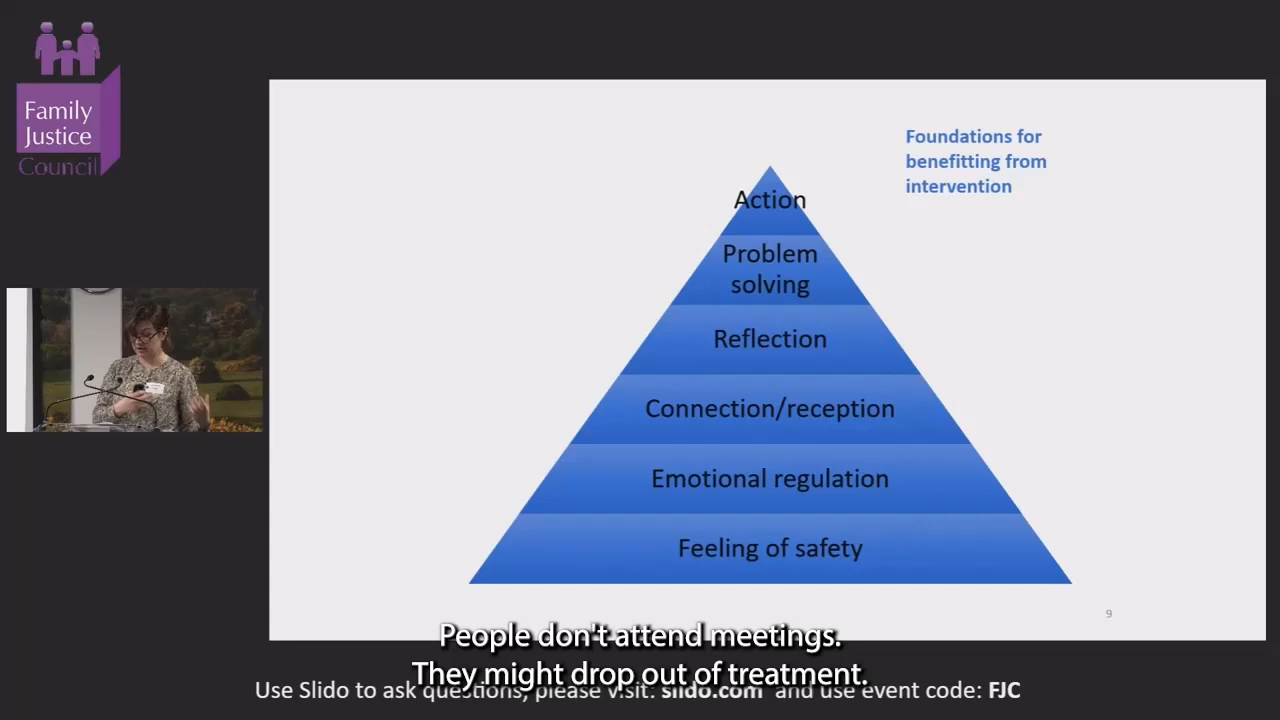 Family
Justice
Council
Foundations for
benefitting from
intervention
Action
Problem
solving
Reflection
Connection/reception
Emotional regulation
Feeling of safety
9
People don't attend meetings.
They might drop out of treatment.
Use Slido to ask questions, please visit: slido.com and use event code: FJC